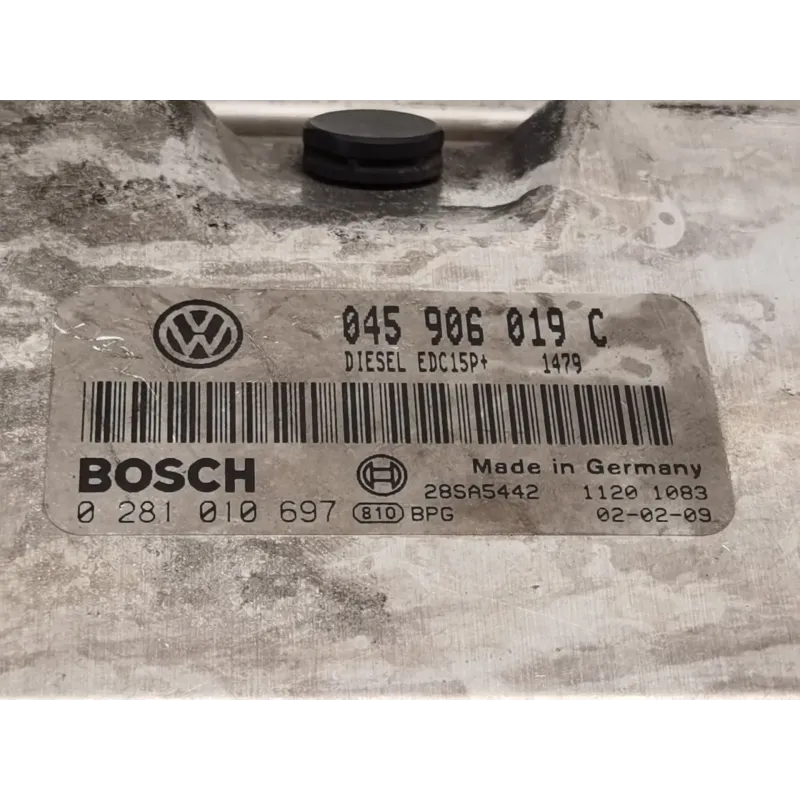 VW 045 906 019 C
DIESEL EDC15P+ 1479
BOSCH Made in Germany
28SA5442 1120 1083
0 281 010 697 810 BPG 02-02-09